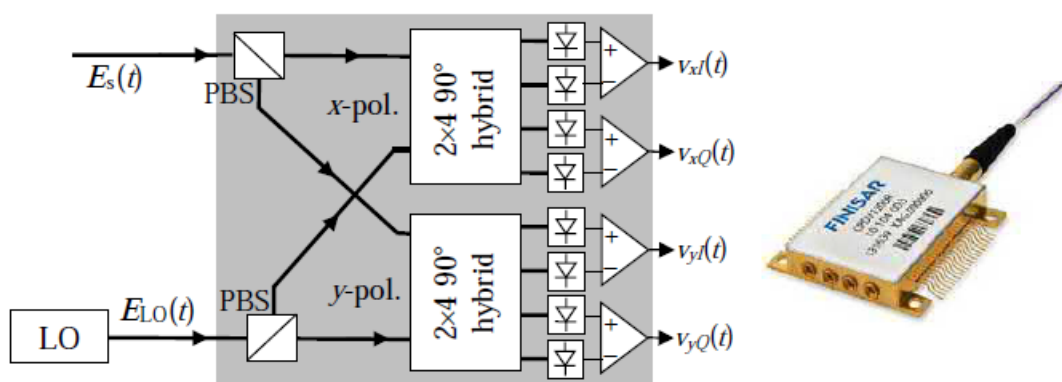 Es(t)
PBS
x-pol.
2×4 90°
hybrid
+
−
vxI(t)
+
−
vxQ(t)
LO
ELO(t)
PBS
y-pol.
2×4 90°
hybrid
+
−
vyI(t)
+
−
vyQ(t)
FINISAR